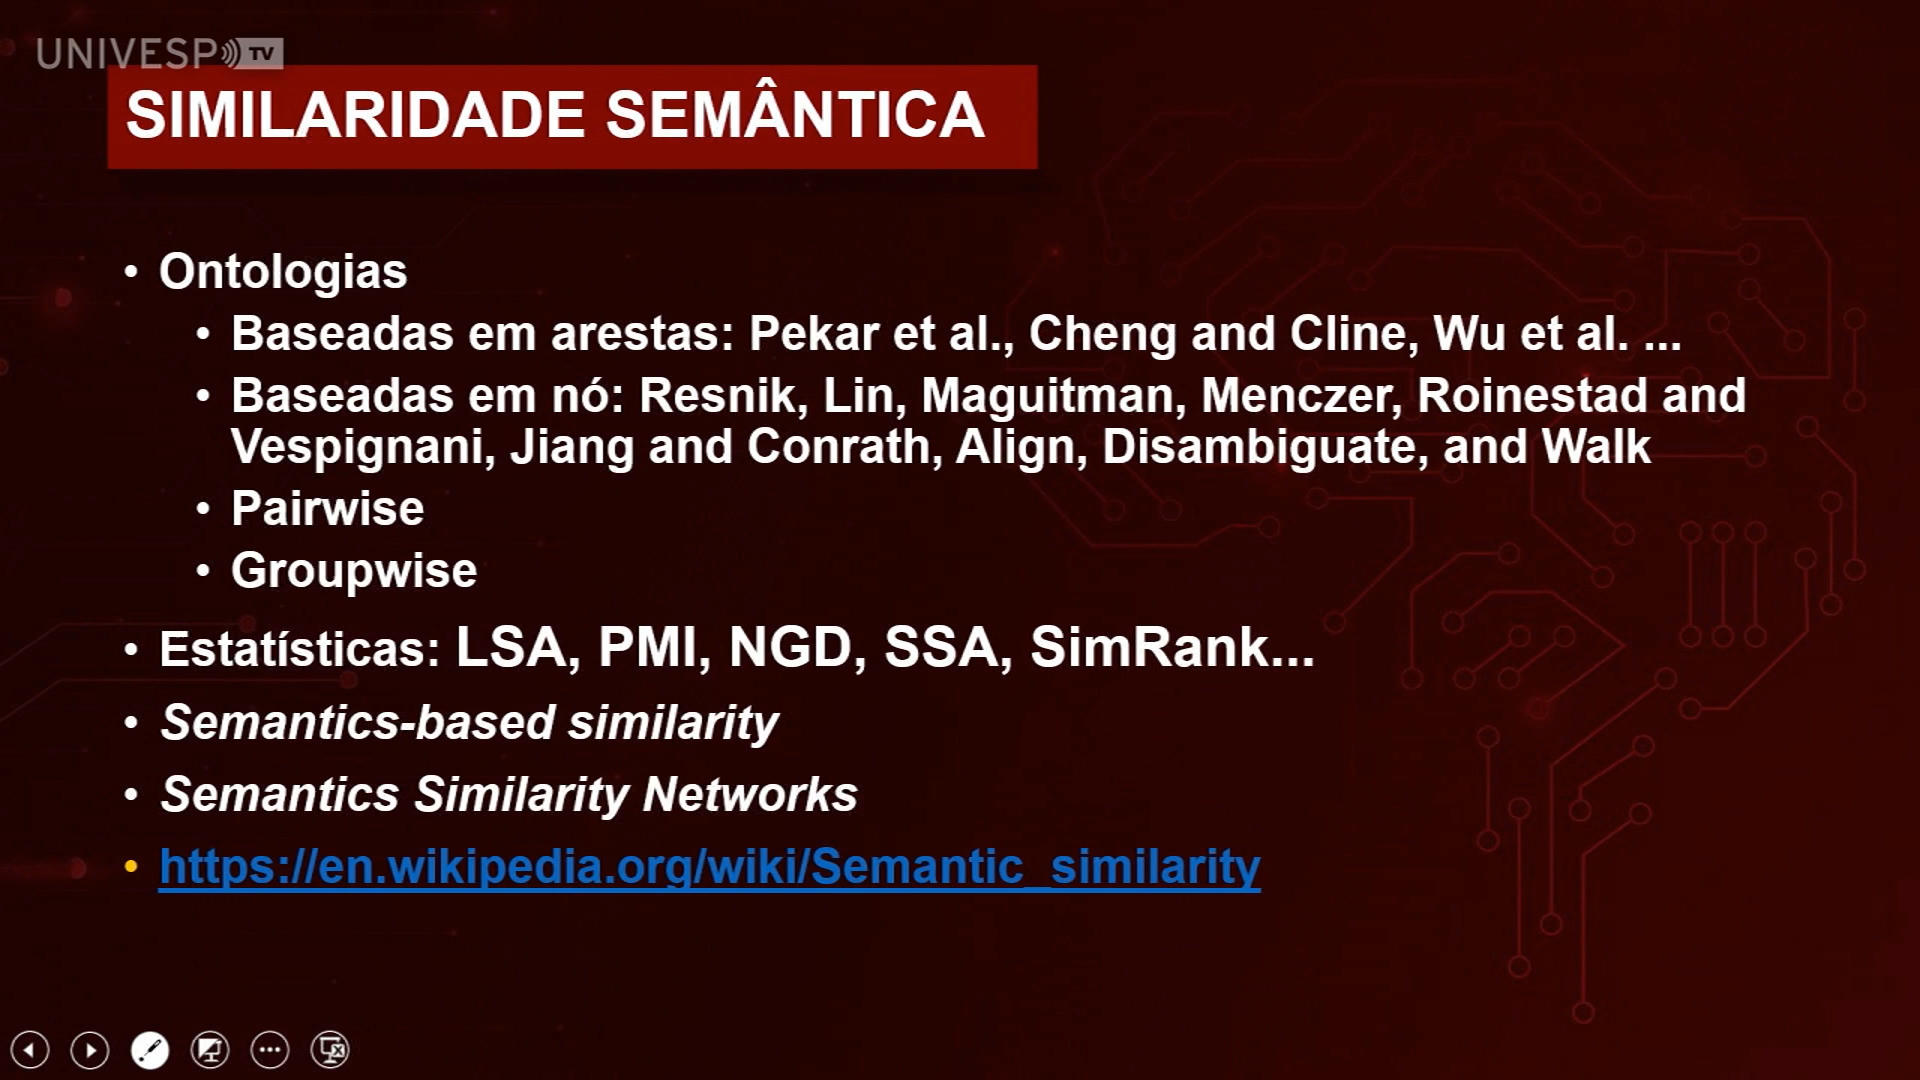 UNIVESP TV
SIMILARIDADE SEMÂNTICA
• Ontologias
• Baseadas em arestas: Pekar et al., Cheng and Cline, Wu et al. ...
• Baseadas em nó: Resnik, Lin, Maguitman, Menczer, Roinestad and
Vespignani, Jiang and Conrath, Align, Disambiguate, and Walk
• Pairwise
• Groupwise
• Estatísticas: LSA, PMI, NGD, SSA, SimRank...
• Semantics-based similarity
• Semantics Similarity Networks
• https://en.wikipedia.org/wiki/Semantic_similarity